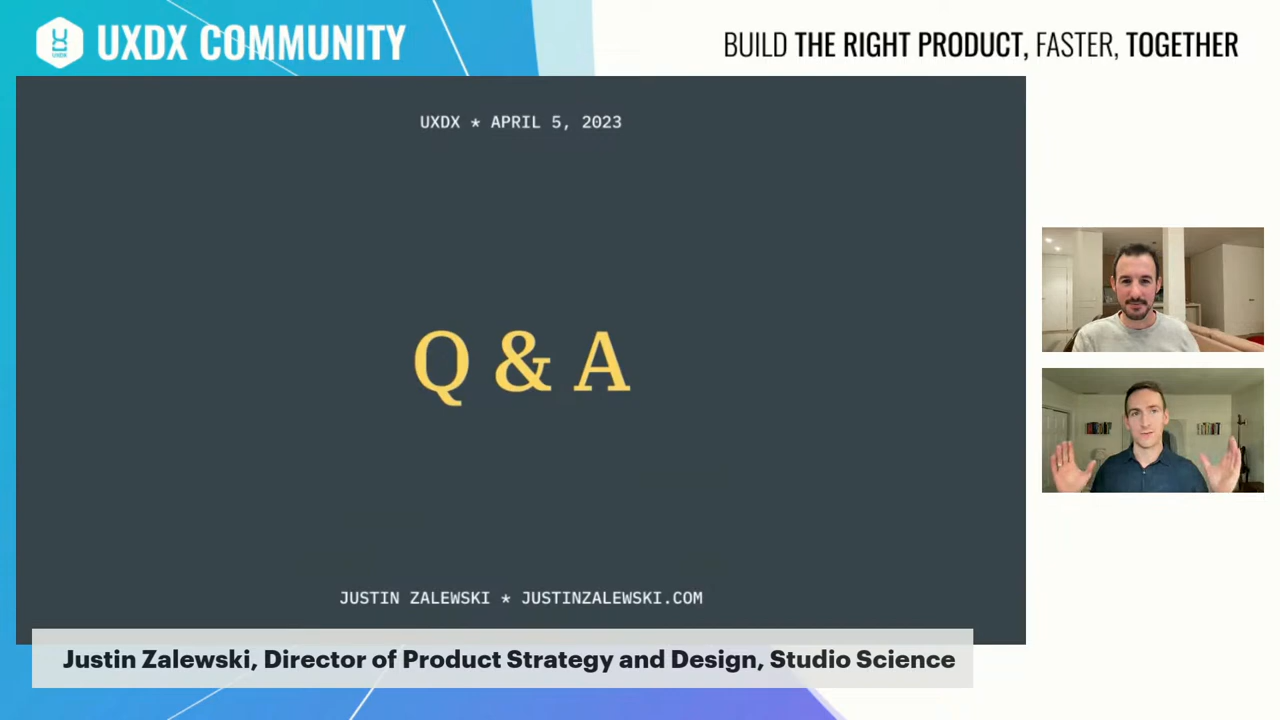 UXDX
UXDX COMMUNITY
BUILD THE RIGHT PRODUCT, FASTER, TOGETHER
UXDX * APRIL 5, 2023
Q & A
JUSTIN ZALEWSKI * JUSTINZALEWSKI.COM
Justin Zalewski, Director of Product Strategy and Design, Studio Science